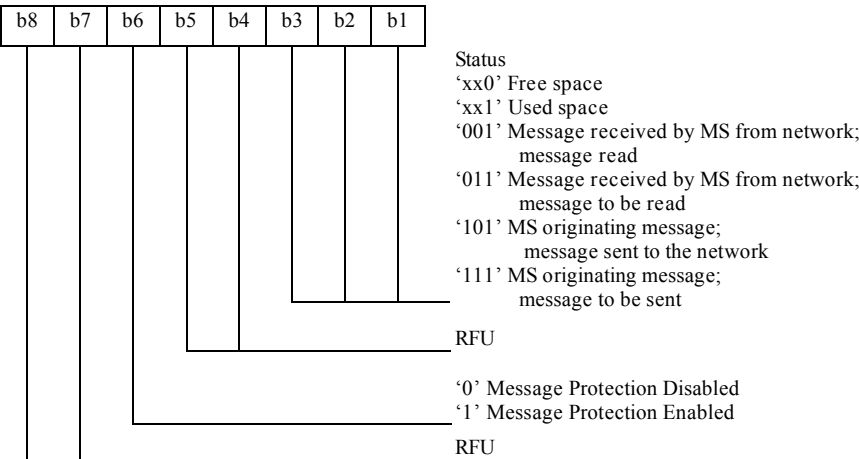 b8 b7 b6 b5 b4 b3 b2 b1
Status
‘xx0’ Free space
‘xx1’ Used space
‘001’ Message received by MS from network;
message read
‘011’ Message received by MS from network;
message to be read
‘101’ MS originating message;
message sent to the network
‘111’ MS originating message;
message to be sent
RFU
‘0’ Message Protection Disabled
‘1’ Message Protection Enabled
RFU